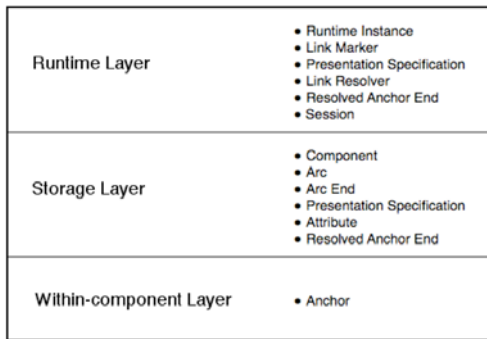 Runtime Layer
• Runtime Instance
• Link Marker
• Presentation Specification
• Link Resolver
• Resolved Anchor End
• Session
Storage Layer
• Component
• Arc
• Arc End
• Presentation Specification
• Attribute
• Resolved Anchor End
Within-component Layer
• Anchor